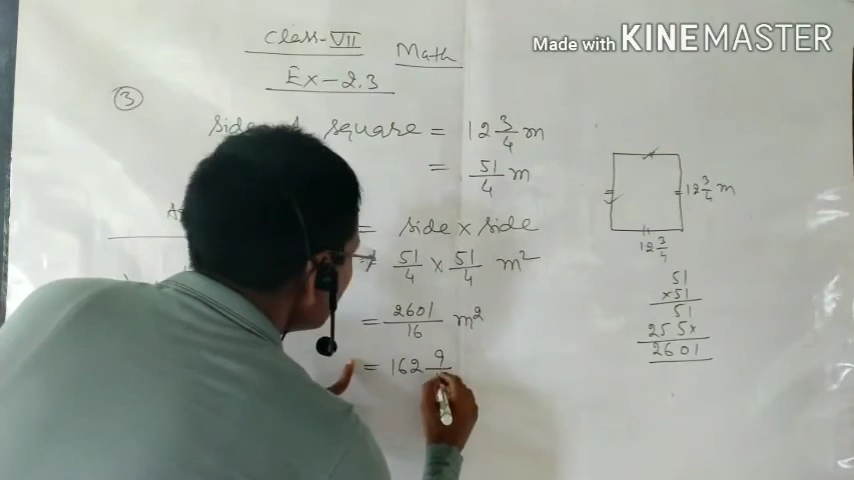 Made with KINEMASTER
Class-VII Math
Ex-2.3
③
Side square = 12 3/4 m
= 51/4 m
= side × side
= 51/4 × 51/4 m²
= 2601/16 m²
= 162 9/
12 3/4 m
12 3/4
51
×51
51
255×
2601